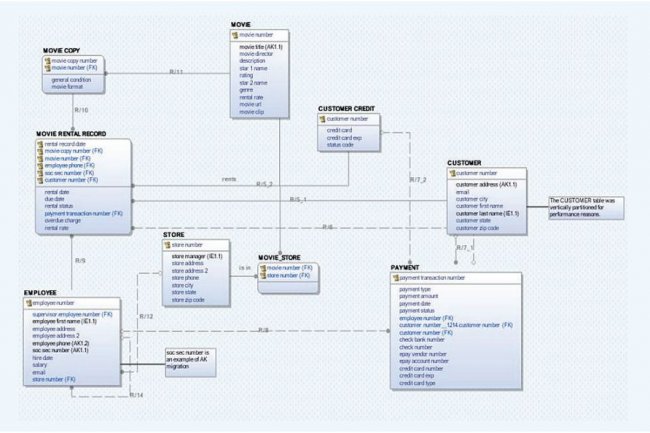 MOVIE
movie number
movie title (AK1.1)
movie director
description
star 1 name
rating
star 2 name
genre
rental rate
movie url
movie clip
MOVIE COPY
movie copy number
movie number (FK)
general condition
movie format
R/11
R/10
CUSTOMER CREDIT
customer number
credit card
credit card exp
status code
MOVIE RENTAL RECORD
rental record date
movie copy number (FK)
movie number (FK)
employee phone (FK)
soc sec number (FK)
customer number (FK)
rental date
due date
rental status
payment transaction number (FK)
overdue charge
rental rate
rents
R/5_2
R/5_1
R/7_2
CUSTOMER
customer number
customer address (AK1.1)
email
customer city
customer first name
customer last name (IE1.1)
customer state
customer zip code
The CUSTOMER table was
vertically partitioned for
performance reasons.
R/6
R/7_1
STORE
store number
store manager (IE1.1)
store address
store address 2
store phone
store city
store state
store zip code
is in
MOVIE_STORE
movie number (FK)
store number (FK)
R/9
PAYMENT
payment transaction number
payment type
payment amount
payment date
payment status
employee number (FK)
customer number__1214.customer number (FK)
customer number (FK)
check bank number
check number
epay vendor number
epay account number
credit card number
credit card exp
credit card type
EMPLOYEE
employee number
supervisor employee number (FK)
employee first name (IE1.1)
employee address
employee address 2
employee phone (AK1.2)
soc sec number (AK1.1)
hire date
salary
email
store number (FK)
R/12
R/8
soc sec number is
an example of AK
migration
R/14